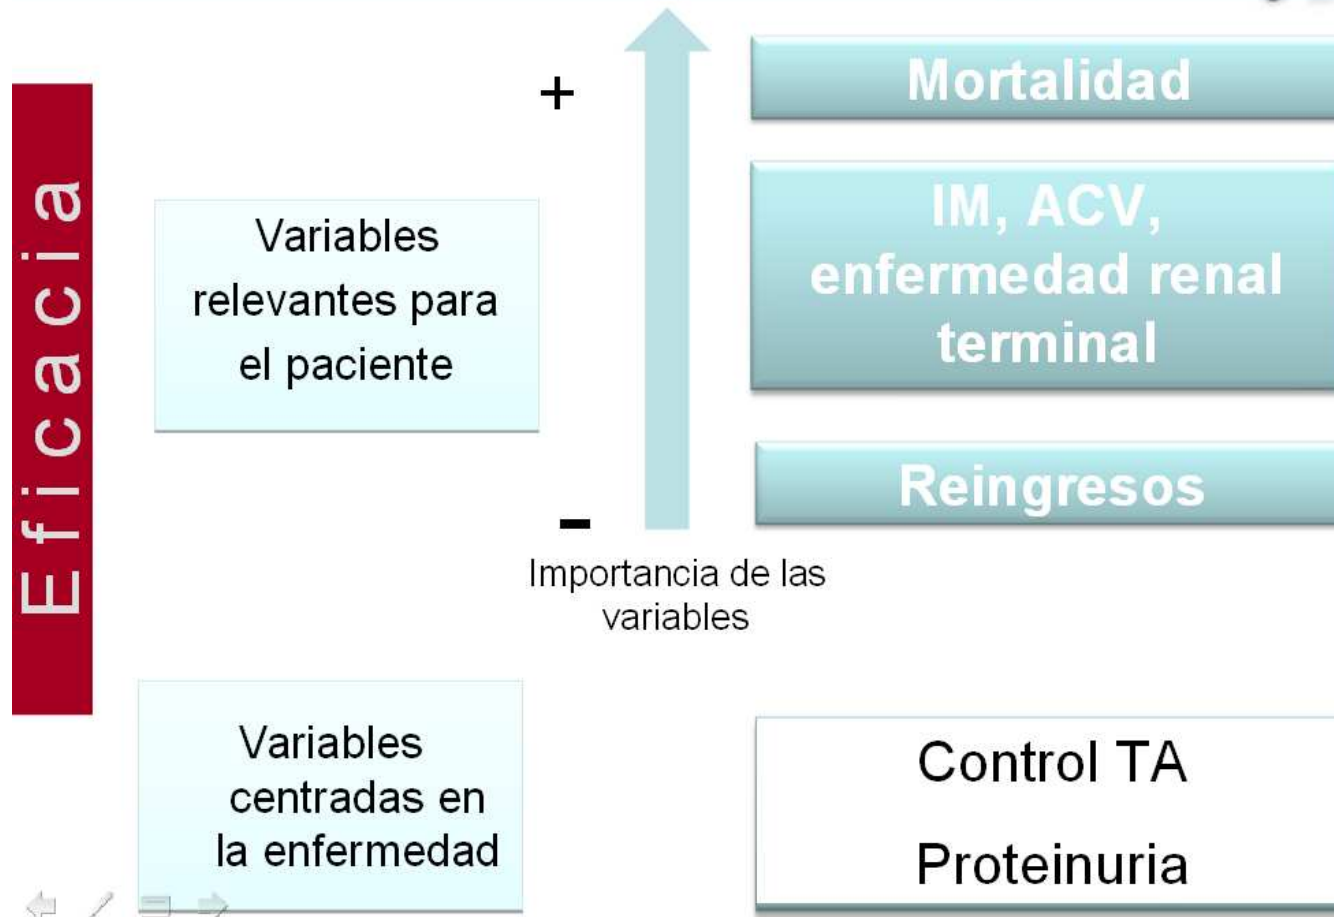 Eficacia
+
Mortalidad
Variables
relevantes para
el paciente
IM, ACV,
enfermedad renal
terminal
Reingresos
-
Importancia de las
variables
Variables
centradas en
la enfermedad
Control TA
Proteinuria